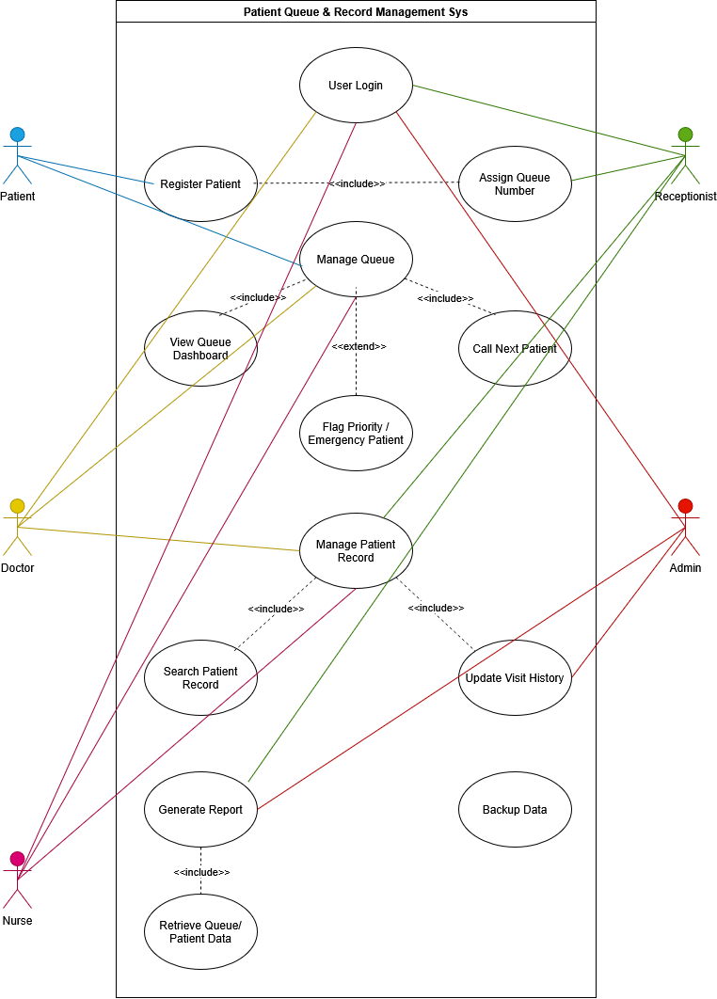 Patient Queue & Record Management Sys
User Login
Patient
Register Patient
<<include>>
Assign Queue
Number
Receptionist
Manage Queue
<<include>>
<<include>>
View Queue
Dashboard
<<extend>>
Call Next Patient
Flag Priority /
Emergency Patient
Doctor
Manage Patient
Record
Admin
<<include>>
<<include>>
Search Patient
Record
Update Visit History
Generate Report
Backup Data
<<include>>
Nurse
Retrieve Queue/
Patient Data